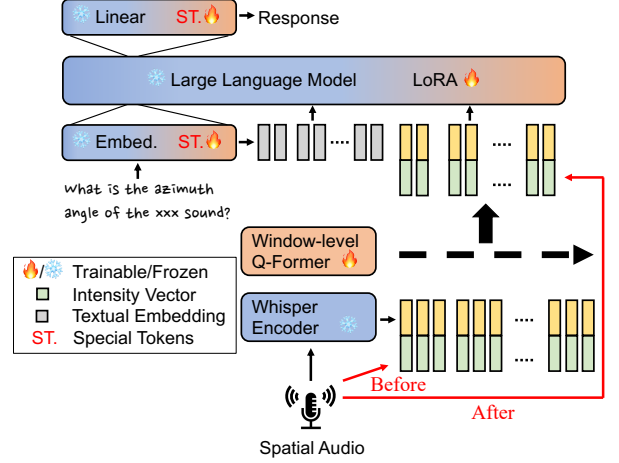 Linear ST. Response
Large Language Model LoRA
Embed. ST.
What is the azimuth
angle of the xxx sound?
Window-level
Q-Former
/ Trainable/Frozen
Intensity Vector
Textual Embedding
ST. Special Tokens
Whisper
Encoder
Before
After
Spatial Audio